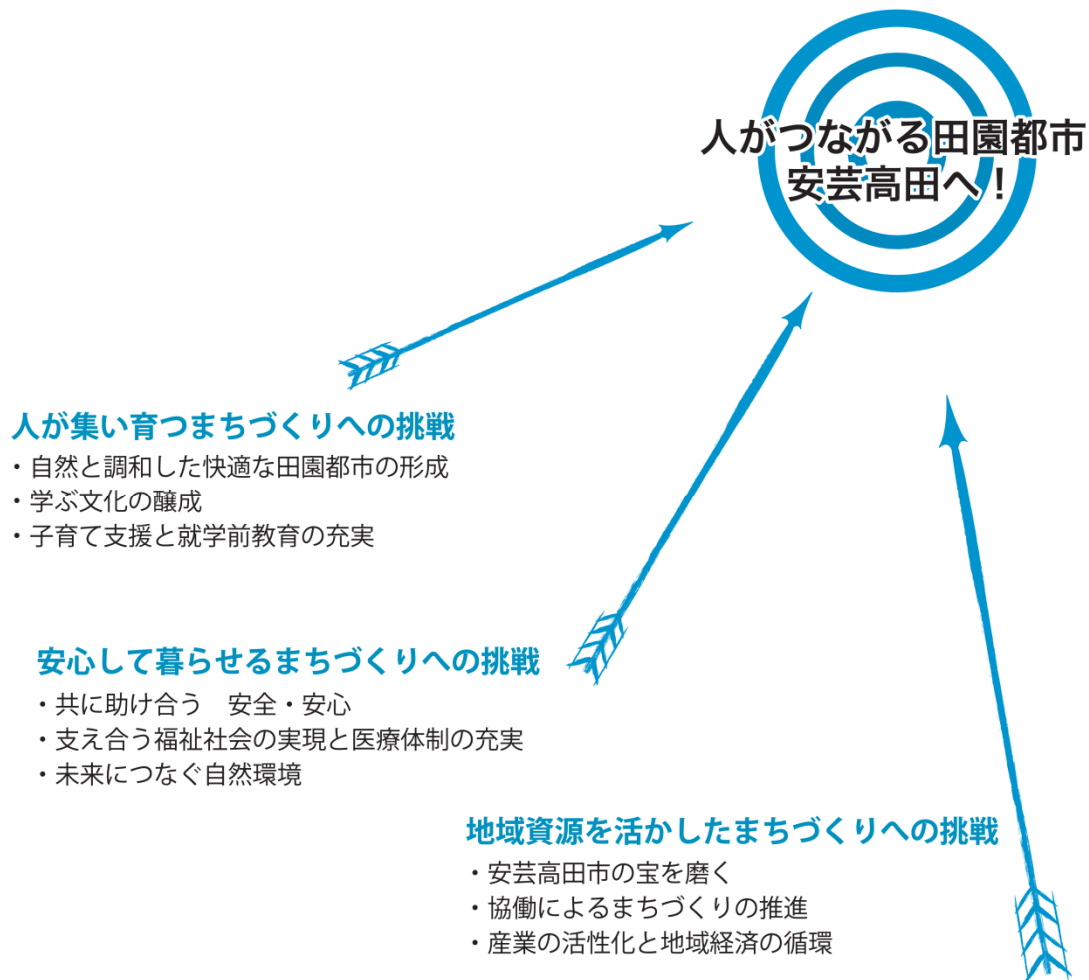 人がつながる田園都市
安芸高田へ！
人が集い育つまちづくりへの挑戦
・自然と調和した快適な田園都市の形成
・学ぶ文化の醸成
・子育て支援と就学前教育の充実
安心して暮らせるまちづくりへの挑戦
・共に助け合う　安全・安心
・支え合う福祉社会の実現と医療体制の充実
・未来につなぐ自然環境
地域資源を活かしたまちづくりへの挑戦
・安芸高田市の宝を磨く
・協働によるまちづくりの推進
・産業の活性化と地域経済の循環